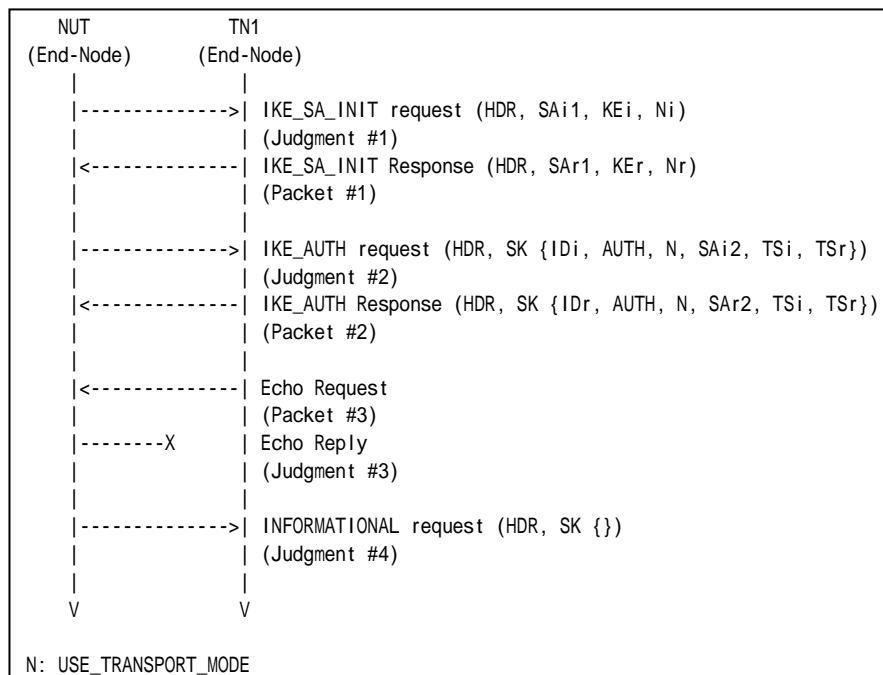 NUT TN1
(End-Node) (End-Node)
| |
|-------------->| IKE_SA_INIT request (HDR, SAi1, KEi, Ni)
| | (Judgment #1)
|<--------------| IKE_SA_INIT Response (HDR, SAr1, KEr, Nr)
| | (Packet #1)
| |
|-------------->| IKE_AUTH request (HDR, SK {IDi, AUTH, N, SAi2, TSi, TSr})
| | (Judgment #2)
|<--------------| IKE_AUTH Response (HDR, SK {IDr, AUTH, N, SAr2, TSi, TSr})
| | (Packet #2)
| |
|<--------------| Echo Request
| | (Packet #3)
|--------X | Echo Reply
| | (Judgment #3)
| |
|-------------->| INFORMATIONAL request (HDR, SK {})
| | (Judgment #4)
| |
V V
N: USE_TRANSPORT_MODE